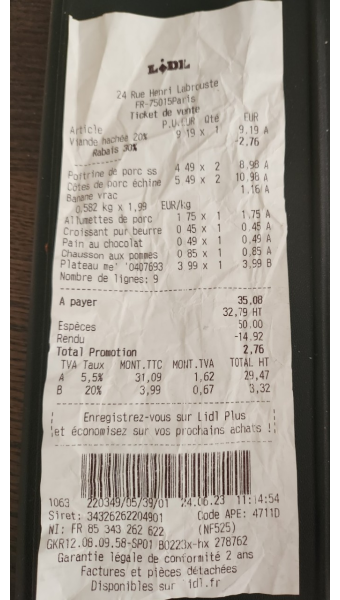 LiDL
24 Rue Henri Labrouste
FR-75015Paris
Ticket de vente
Article P.U.EUR Qté EUR
Viande hachée 20% 9 19 x 1 9.19 A
Rabais 30% -2,76
Poitrine de porc ss 4 49 x 2 8,98 A
Côtes de porc échine 5 49 x 2 10,98 A
Banane vrac 1,16 A
0,582 kg x 1,99 EUR/kg
Allumettes de porc 1 75 x 1 1,75 A
Croissant pur beurre 0 45 x 1 0,45 A
Pain au chocolat 0 49 x 1 0,49 A
Chausson aux pommes 0 85 x 1 0,85 A
Plateau me' '0407693 3 99 x 1 3,99 B
Nombre de lignes: 9
A payer 35,08
32,79 HT
Espèces 50.00
Rendu -14.92
Total Promotion 2,76
TVA Taux MONT.TTC MONT.TVA TOTAL HT
A 5,5% 31,09 1,62 29,47
B 20% 3,99 0,67 3,32
Enregistrez-vous sur Lidl Plus
et économisez sur vos prochains achats !
1063 220349/05/39/01 24.06.23 11:14:54
Siret: 34326262204901 Code APE: 4711D
NI: FR 85 343 262 622 (NF525)
GKR12.08.09.58-SP01 278762
Garantie légale de conformité 2 ans
Factures et pièces détachées
Disponibles sur lidl.fr